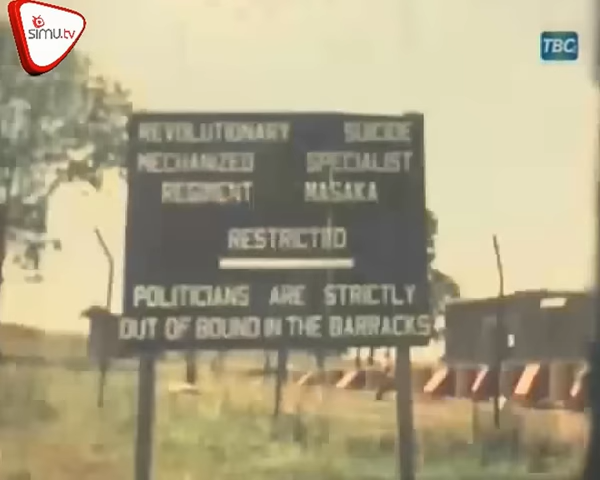 simu.tv
TBC
REVOLUTIONARY SUICIDE
MECHANIZED SPECIALIST
REGIMENT MASAKA
RESTRICTED
POLITICIANS ARE STRICTLY
OUT OF BOUND IN THE BARRACKS